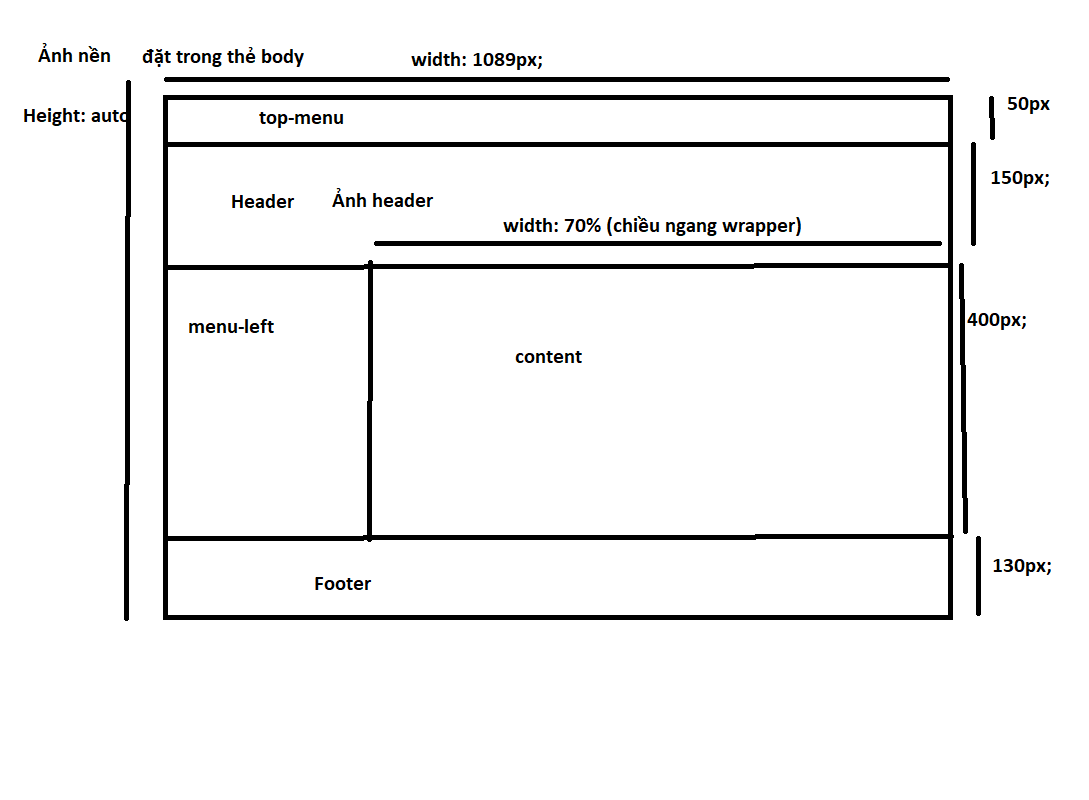 Ảnh nền đặt trong thẻ body
width: 1089px;
Height: auto
top-menu
50px
150px;
Header Ảnh header
width: 70% (chiều ngang wrapper)
menu-left
400px;
content
Footer
130px;